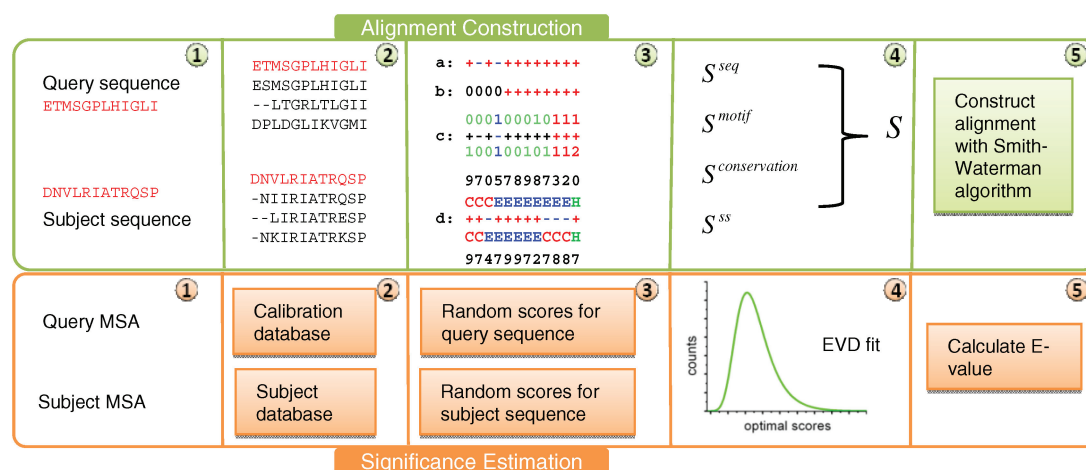 Alignment Construction
1
Query sequence
ETMSGPLHIGLI
DNVLRIATRQSP
Subject sequence
2
ETMSGPLHIGLI
ESMSGPLHIGLI
--LTGRLTLGII
DPLDGLIKVGMI
DNVLRIATRQSP
-NIIRIATRQSP
--LIRIATRESP
-NKIRIATRKSP
3
a: +-+-++++++++
b: 0000++++++++
000100010111
c: +-+-++++++++
100100101112
970578987320
CCCEEEEEEEEH
d: ++-++++++---+
CCEEEEEECCCH
974799727887
4
S^seq
S^motif
S^conservation
S^ss
S
5
Construct
alignment
with Smith-
Waterman
algorithm
1
Query MSA
Subject MSA
2
Calibration
database
Subject
database
3
Random scores for
query sequence
Random scores for
subject sequence
4
counts
optimal scores
EVD fit
5
Calculate E-
value
Significance Estimation